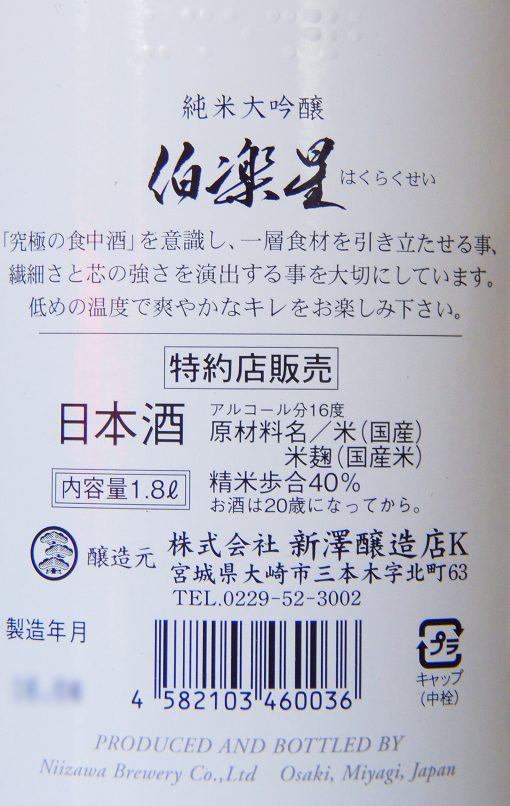 純米大吟醸
伯楽星 はくらくせい
「究極の食中酒」を意識し、一層食材を引き立たせる事、
繊細さと芯の強さを演出する事を大切にしています。
低めの温度で爽やかなキレをお楽しみ下さい。
特約店販売
日本酒
アルコール分16度
原材料名／米(国産)
米麹(国産米)
内容量1.8ℓ
精米歩合40%
お酒は20歳になってから。
醸造元 株式会社 新澤醸造店K
宮城県大崎市三本木字北町63
TEL.0229-52-3002
製造年月
4 582103 460036
プラ
キャップ
(中栓)
PRODUCED AND BOTTLED BY
Niizawa Brewery Co.,Ltd Osaki, Miyagi, Japan